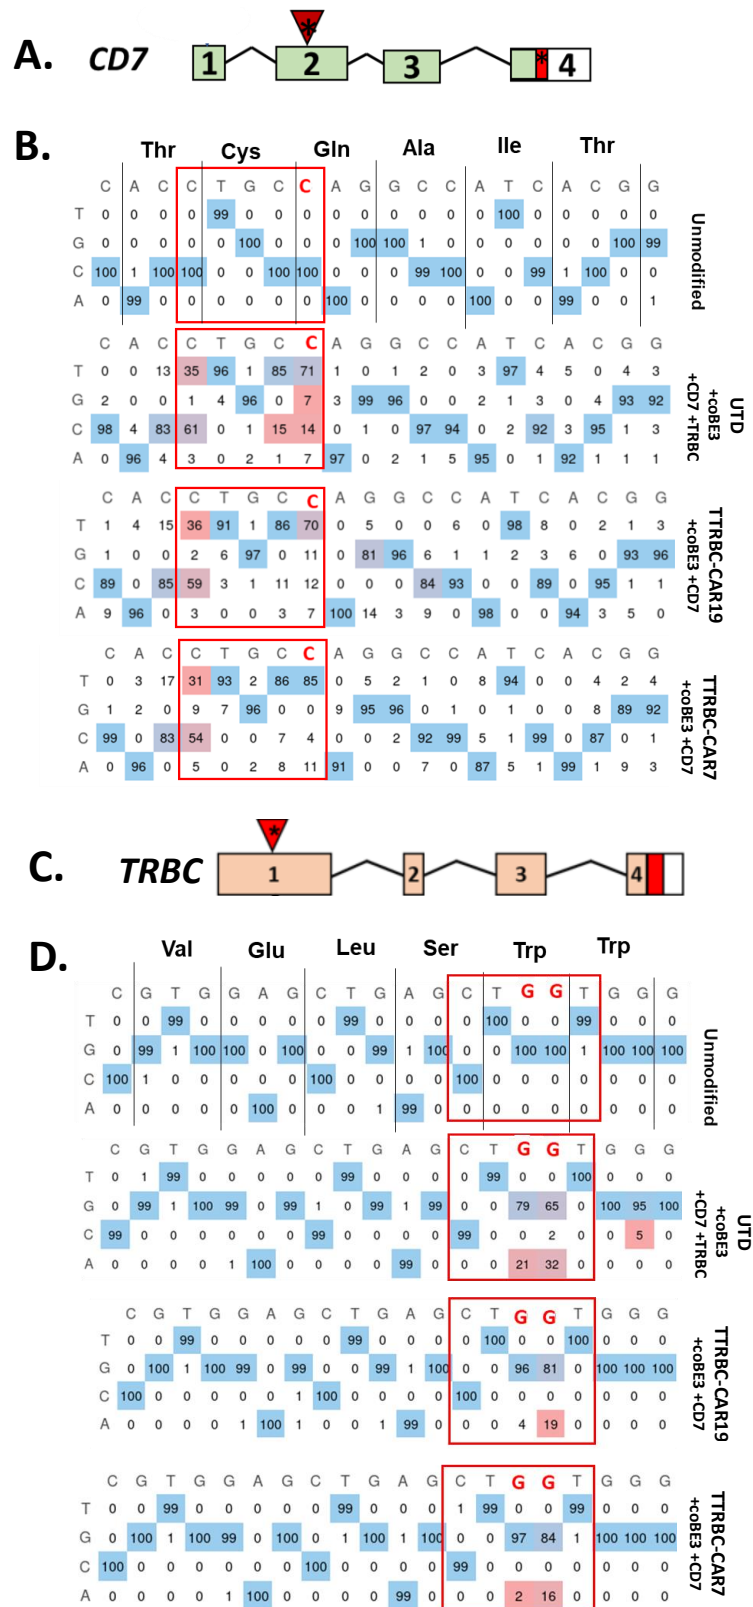 A.
CD7
*
1
2
3
*
4
B.
Thr Cys Gln Ala Ile Thr
C A C C T G C C A G G C C A T C A C G G
T 0 0 0 0 99 0 0 0 0 0 0 0 0 0 100 0 0 0 0 0
G 0 0 0 0 0 100 0 0 0 100 100 1 0 0 0 0 0 0 100 99
C 100 1 100 100 0 0 100 100 0 0 0 99 100 0 0 99 1 100 0 0
A 0 99 0 0 0 0 0 0 100 0 0 0 0 100 0 0 99 0 0 1
Unmodified
C A C C T G C C A G G C C A T C A C G G
T 0 0 13 35 96 1 85 71 1 0 1 2 0 3 97 4 5 0 4 3
G 2 0 0 1 4 96 0 7 3 99 96 0 0 2 1 3 0 4 93 92
C 98 4 83 61 0 1 15 14 0 1 0 97 94 0 2 92 3 95 1 3
A 0 96 4 3 0 2 1 7 97 0 2 1 5 95 0 1 92 1 1 1
UTD
+coBE3
+CD7 +TRBC
C A C C T G C C A G G C C A T C A C G G
T 1 4 15 36 91 1 86 70 0 5 0 0 6 0 98 8 0 2 1 3
G 1 0 0 2 6 97 0 11 0 81 96 6 1 1 2 3 6 0 93 96
C 89 0 85 59 3 1 11 12 0 0 0 84 93 0 0 89 0 95 1 1
A 9 96 0 3 0 0 3 7 100 14 3 9 0 98 0 0 94 3 5 0
TTRBC-CAR19
+coBE3 +CD7
C A C C T G C C A G G C C A T C A C G G
T 0 3 17 31 93 2 86 85 0 5 2 1 0 8 94 0 0 4 2 4
G 1 2 0 9 7 96 0 0 9 95 96 0 1 0 1 0 0 8 89 92
C 99 0 83 54 0 0 7 4 0 0 2 92 99 5 1 99 0 87 0 1
A 0 96 0 5 0 2 8 11 91 0 0 7 0 87 5 1 99 1 9 3
TTRBC-CAR7
+coBE3 +CD7
C.
TRBC
*
1
2
3
4
D.
Val Glu Leu Ser Trp Trp
C G T G G A G C T G A G C T G G T G G G
T 0 0 99 0 0 0 0 0 99 0 0 0 0 100 0 0 99 0 0 0
G 0 99 1 100 100 0 100 0 0 99 1 100 0 0 100 100 1 100 100 100
C 100 1 0 0 0 0 0 100 0 0 0 0 100 0 0 0 0 0 0 0
A 0 0 0 0 0 100 0 0 0 1 99 0 0 0 0 0 0 0 0 0
Unmodified
C G T G G A G C T G A G C T G G T G G G
T 0 1 99 0 0 0 0 0 99 0 0 0 0 99 0 0 100 0 0 0
G 0 99 1 100 99 0 99 1 0 99 1 99 0 0 79 65 0 100 95 100
C 99 0 0 0 0 0 0 99 0 0 0 0 99 0 0 2 0 0 5 0
A 0 0 0 0 1 100 0 0 0 0 99 0 0 0 21 32 0 0 0 0
UTD
+coBE3
+CD7 +TRBC
C G T G G A G C T G A G C T G G T G G G
T 0 0 99 0 0 0 0 0 99 0 0 0 0 100 0 0 100 0 0 0
G 0 100 1 100 99 0 99 0 0 99 1 100 0 0 96 81 0 100 100 100
C 100 0 0 0 0 0 1 100 0 0 0 0 100 0 0 0 0 0 0 0
A 0 0 0 0 1 100 1 0 0 1 99 0 0 0 4 19 0 0 0 0
TTRBC-CAR19
+coBE3 +CD7
C G T G G A G C T G A G C T G G T G G G
T 0 0 99 0 0 0 0 0 99 0 0 0 1 99 0 0 99 0 0 0
G 0 100 1 100 99 0 100 0 1 100 1 100 0 0 97 84 1 100 100 100
C 100 0 0 0 0 0 0 100 0 0 0 0 99 0 0 0 0 0 0 0
A 0 0 0 0 1 100 0 0 0 0 99 0 0 0 2 16 0 0 0 0
TTRBC-CAR7
+coBE3 +CD7